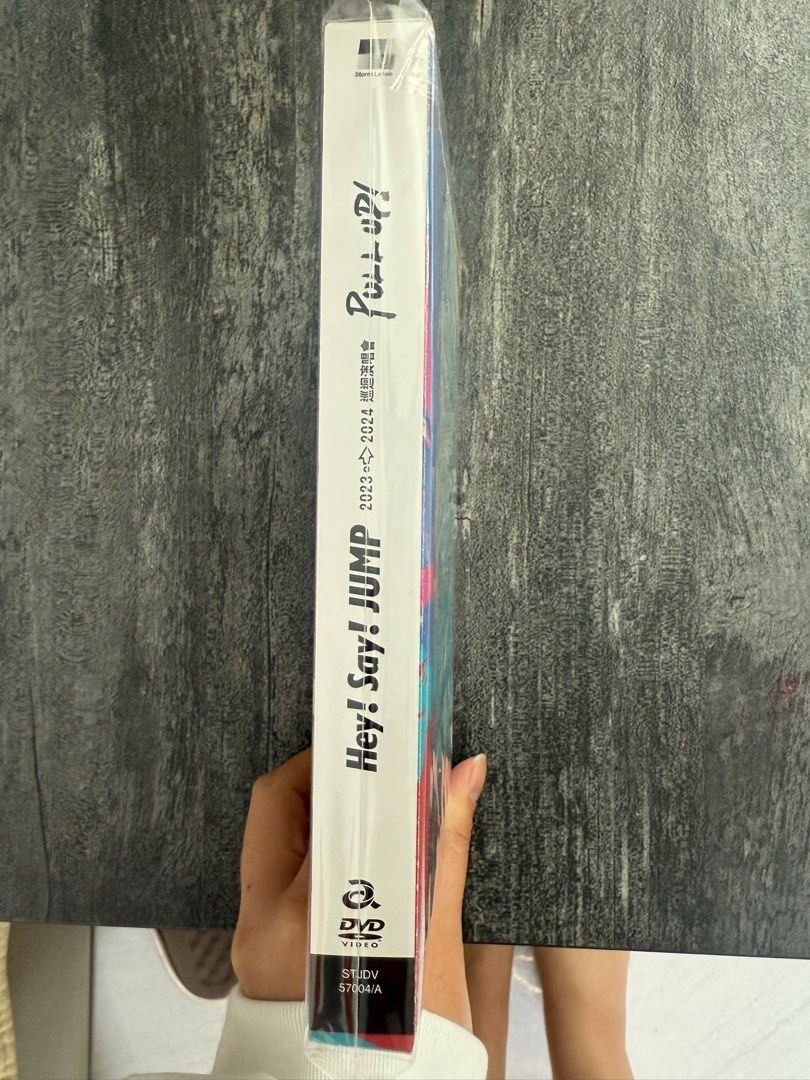 Storm Labels
PULL UP!
Hey! Say! JUMP 2023⇨2024 巡迴演唱會
DVD
VIDEO
STJDV
57004/A